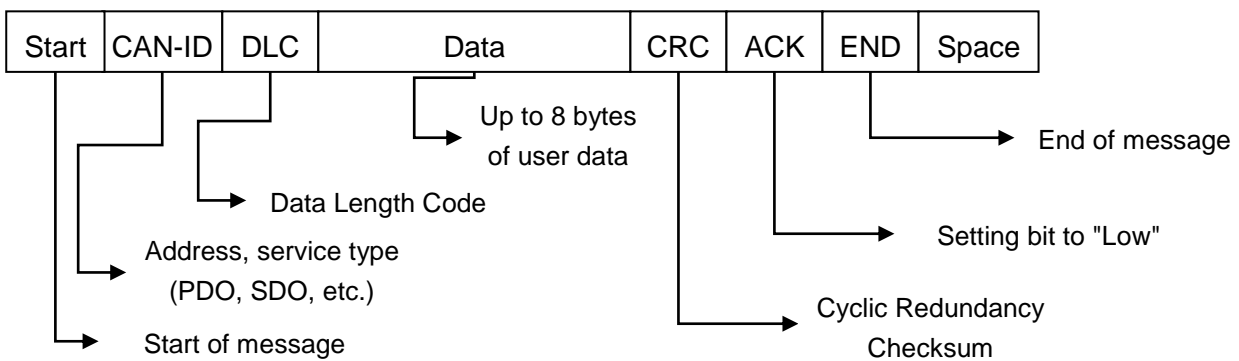 Start CAN-ID DLC Data CRC ACK END Space
Up to 8 bytes
of user data
End of message
Data Length Code
Setting bit to "Low"
Address, service type
(PDO, SDO, etc.)
Cyclic Redundancy
Checksum
Start of message